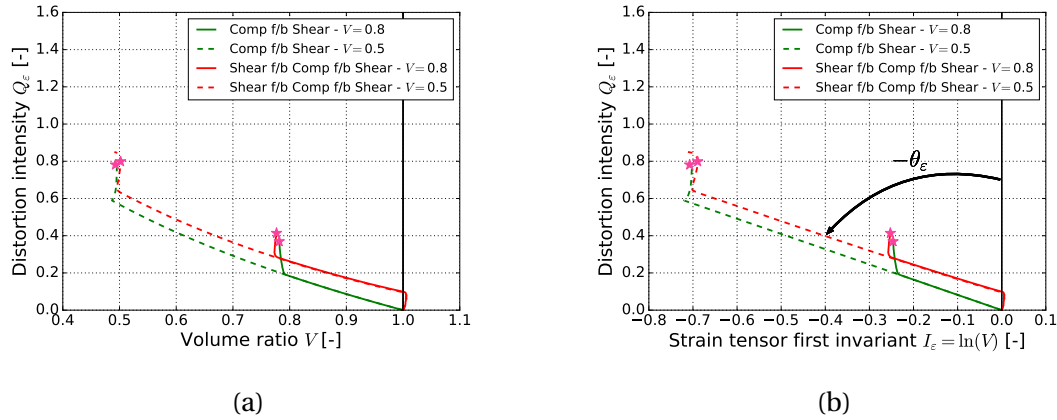 1.6
1.4
1.2
1.0
0.8
0.6
0.4
0.2
0.0
Distortion intensity Q_ε [-]
Comp f/b Shear - V = 0.8
Comp f/b Shear - V = 0.5
Shear f/b Comp f/b Shear - V = 0.8
Shear f/b Comp f/b Shear - V = 0.5
0.4 0.5 0.6 0.7 0.8 0.9 1.0 1.1
Volume ratio V [-]
(a)
1.6
1.4
1.2
1.0
0.8
0.6
0.4
0.2
0.0
Distortion intensity Q_ε [-]
Comp f/b Shear - V = 0.8
Comp f/b Shear - V = 0.5
Shear f/b Comp f/b Shear - V = 0.8
Shear f/b Comp f/b Shear - V = 0.5
−θ_ε
−0.8 −0.7 −0.6 −0.5 −0.4 −0.3 −0.2 −0.1 0.0 0.1
Strain tensor first invariant I_ε = ln(V) [-]
(b)